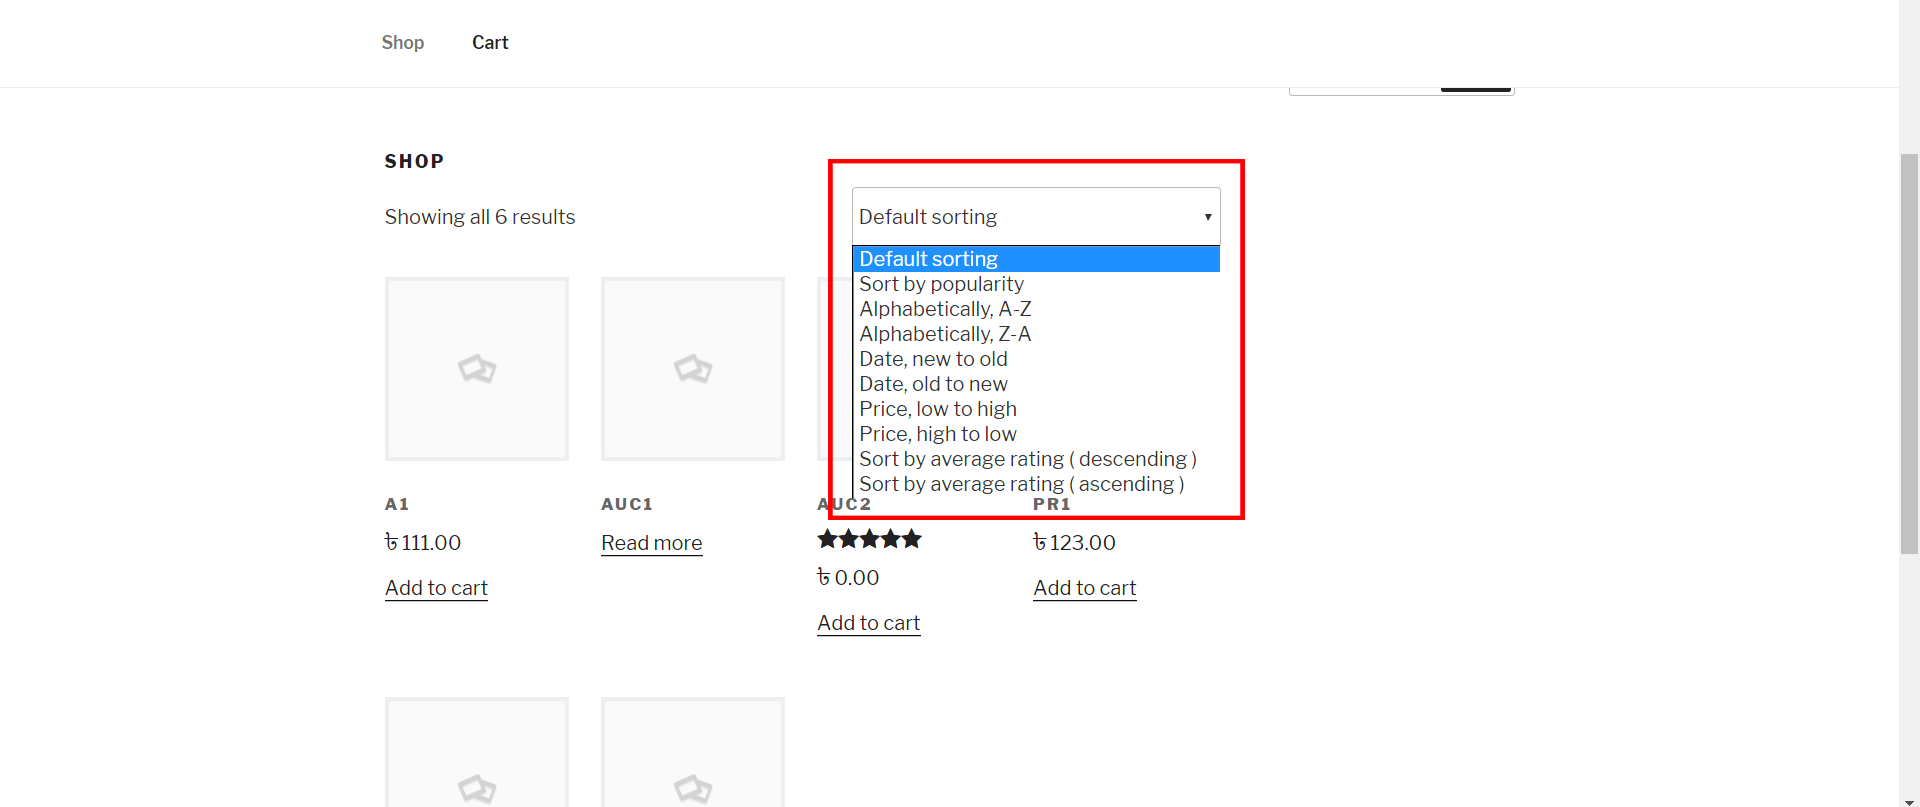 Shop Cart
SHOP
Showing all 6 results
Default sorting
Default sorting
Sort by popularity
Alphabetically, A-Z
Alphabetically, Z-A
Date, new to old
Date, old to new
Price, low to high
Price, high to low
Sort by average rating ( descending )
Sort by average rating ( ascending )
A1
৳ 111.00
Add to cart
AUC1
Read more
AUC2
৳ 0.00
Add to cart
PR1
৳ 123.00
Add to cart